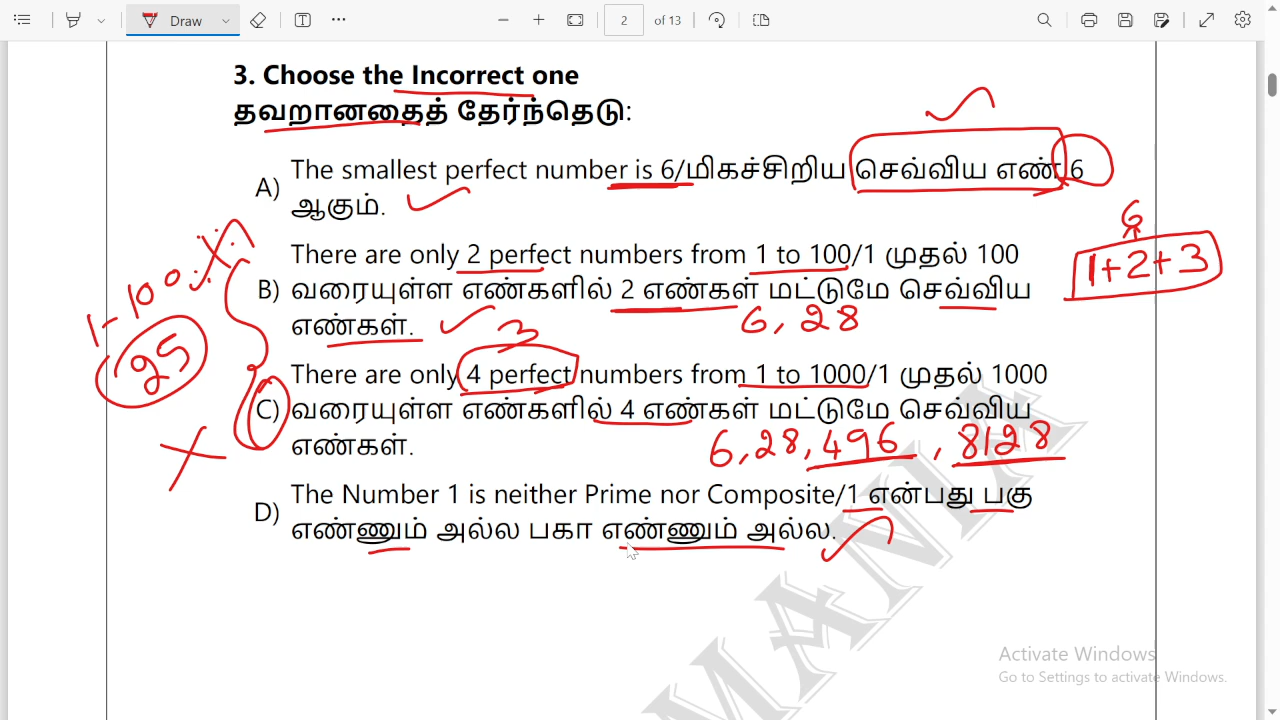 Draw
2 of 13
3. Choose the Incorrect one
தவறானதைத் தேர்ந்தெடு:
A) The smallest perfect number is 6/மிகச்சிறிய செவ்விய எண் 6
ஆகும்.
6
1+2+3
There are only 2 perfect numbers from 1 to 100/1 முதல் 100
B) வரையுள்ள எண்களில் 2 எண்கள் மட்டுமே செவ்விய
எண்கள்.
6, 28
1-100
25
3
There are only 4 perfect numbers from 1 to 1000/1 முதல் 1000
C) வரையுள்ள எண்களில் 4 எண்கள் மட்டுமே செவ்விய
எண்கள்.
6, 28, 496, 8128
D) The Number 1 is neither Prime nor Composite/1 என்பது பகு
எண்ணும் அல்ல பகா எண்ணும் அல்ல.
MANIA
Activate Windows
Go to Settings to activate Windows.